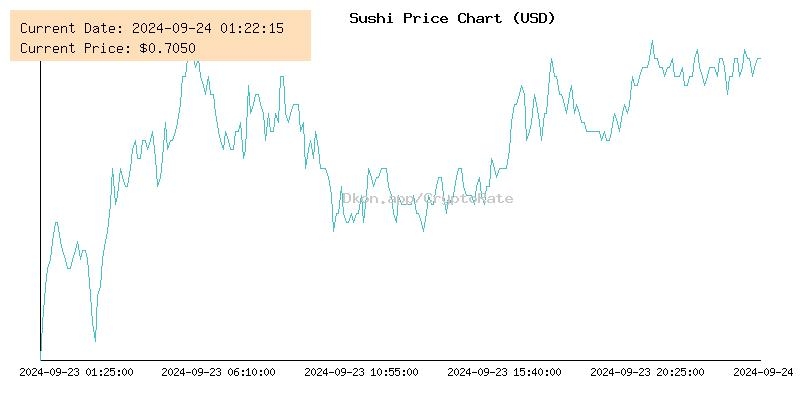 Sushi Price Chart (USD)
Current Date: 2024-09-24 01:22:15
Current Price: $0.7050
Dkon.app/CryptoRate
2024-09-23 01:25:00
2024-09-23 06:10:00
2024-09-23 10:55:00
2024-09-23 15:40:00
2024-09-23 20:25:00
2024-09-24